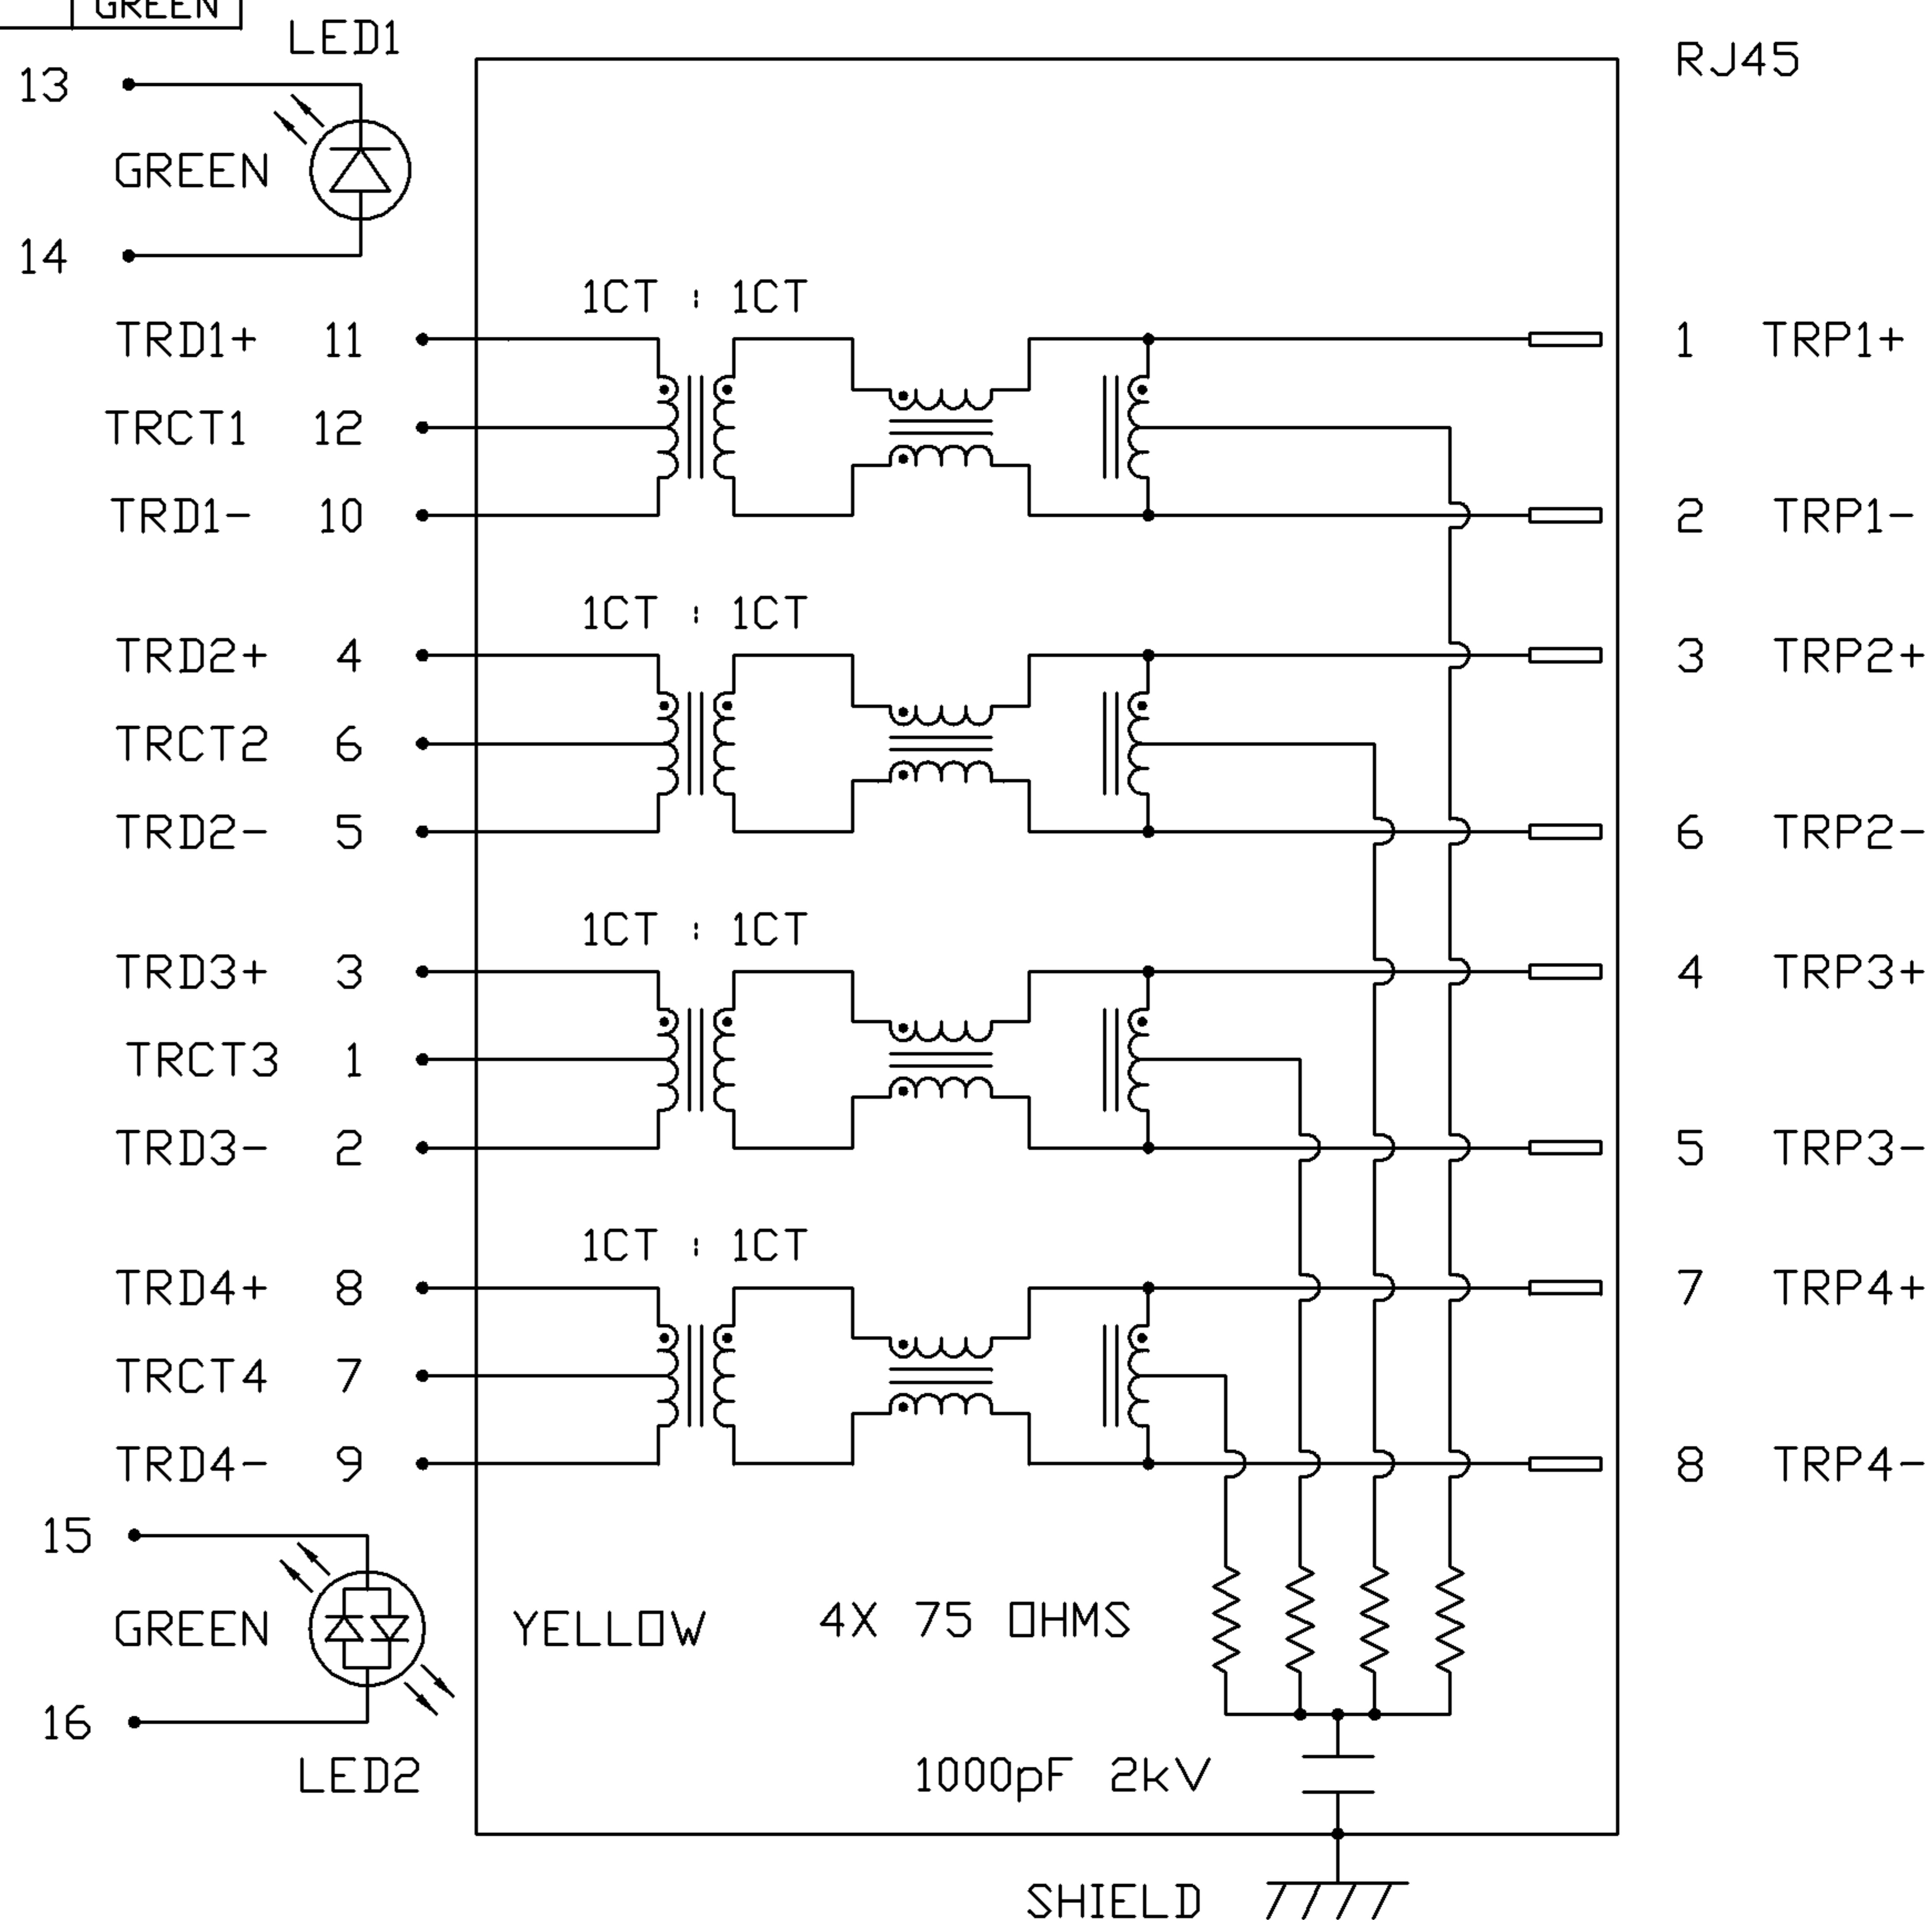 GREEN
LED1
RJ45
13
GREEN
14
1CT : 1CT
TRD1+ 11 1 TRP1+
TRCT1 12
TRD1- 10 2 TRP1-
1CT : 1CT
TRD2+ 4 3 TRP2+
TRCT2 6
TRD2- 5 6 TRP2-
1CT : 1CT
TRD3+ 3 4 TRP3+
TRCT3 1
TRD3- 2 5 TRP3-
1CT : 1CT
TRD4+ 8 7 TRP4+
TRCT4 7
TRD4- 9 8 TRP4-
15
GREEN YELLOW 4X 75 OHMS
16
LED2
1000pF 2kV
SHIELD